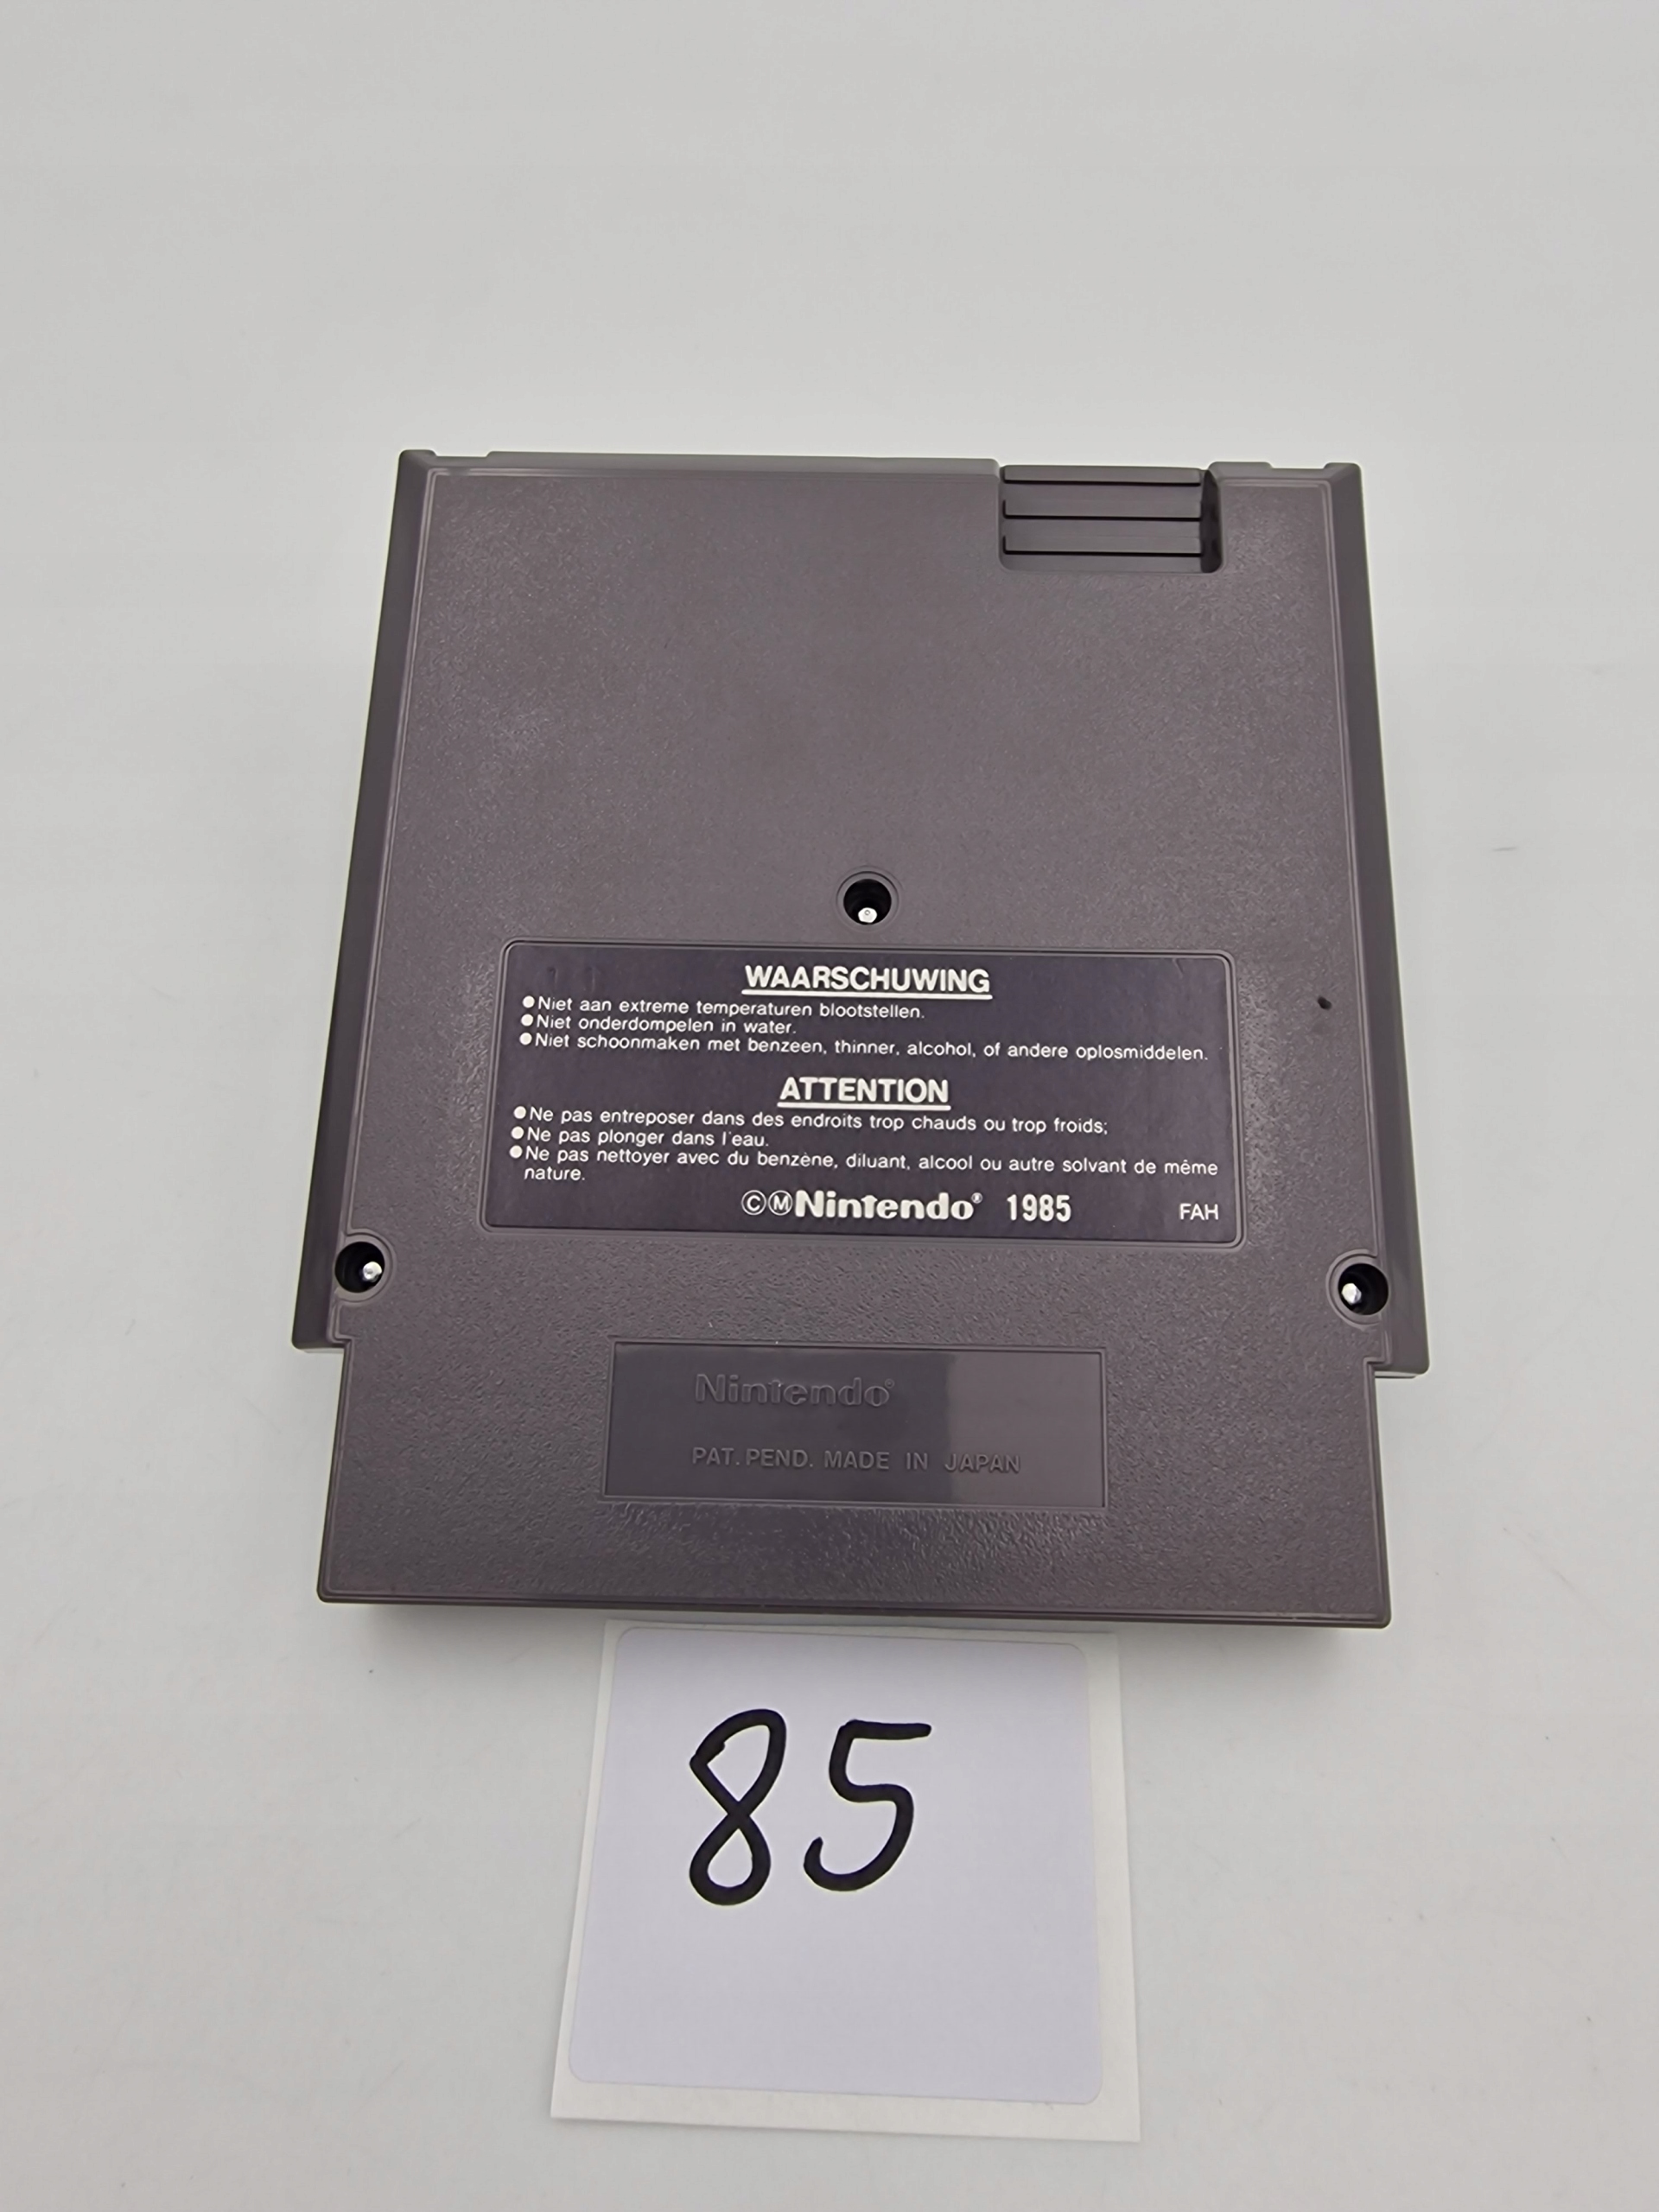 WAARSCHUWING
●Niet aan extreme temperaturen blootstellen.
●Niet onderdompelen in water.
●Niet schoonmaken met benzeen, thinner, alcohol, of andere oplosmiddelen.
ATTENTION
●Ne pas entreposer dans des endroits trop chauds ou trop froids;
●Ne pas plonger dans l'eau.
●Ne pas nettoyer avec du benzène, diluant, alcool ou autre solvant de même
nature.
©ⓂNintendo® 1985 FAH
Nintendo®
PAT. PEND. MADE IN JAPAN
85